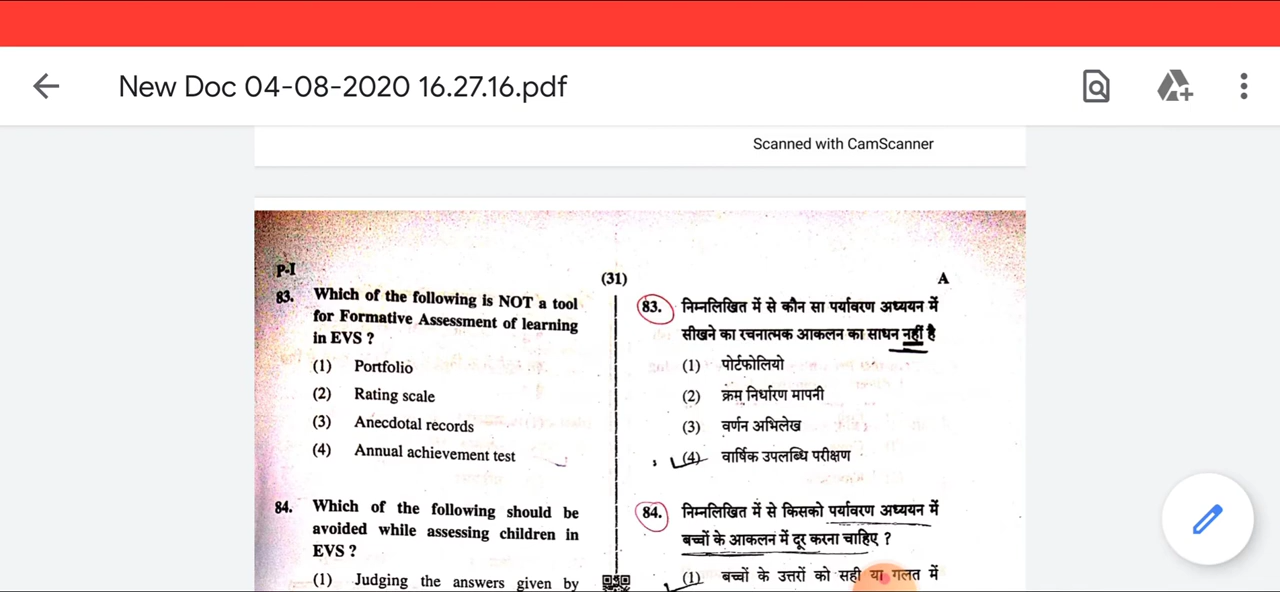 New Doc 04-08-2020 16.27.16.pdf
Scanned with CamScanner
P-I
(31)
A
83. Which of the following is NOT a tool
for Formative Assessment of learning
in EVS ?
(1) Portfolio
(2) Rating scale
(3) Anecdotal records
(4) Annual achievement test
84. Which of the following should be
avoided while assessing children in
EVS ?
(1) Judging the answers given by
83. निम्नलिखित में से कौन सा पर्यावरण अध्ययन में
सीखने का रचनात्मक आकलन का साधन नहीं है
(1) पोर्टफोलियो
(2) क्रम निर्धारण मापनी
(3) वर्णन अभिलेख
(4) वार्षिक उपलब्धि परीक्षण
84. निम्नलिखित में से किसको पर्यावरण अध्ययन में
बच्चों के आकलन में दूर करना चाहिए ?
(1) बच्चों के उत्तरों को सही या गलत में